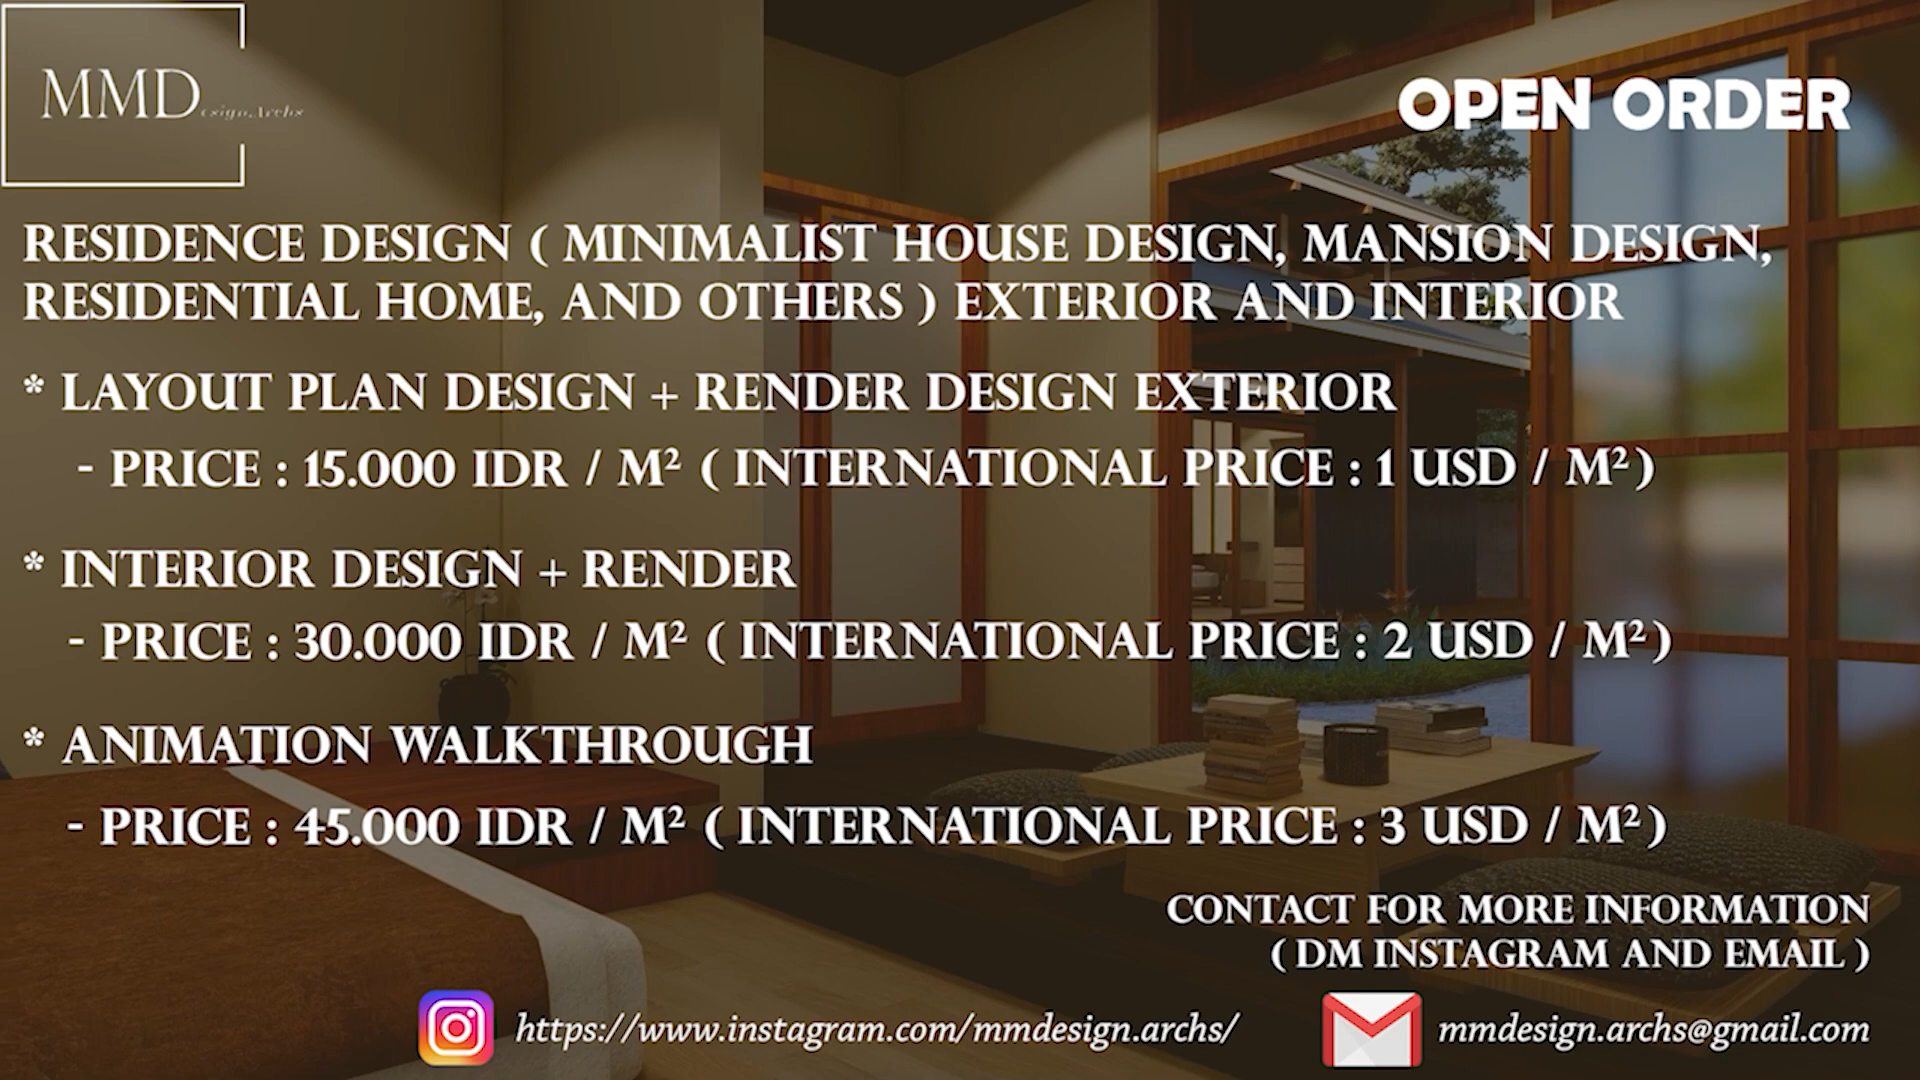 MMDesign.Archs
OPEN ORDER
RESIDENCE DESIGN ( MINIMALIST HOUSE DESIGN, MANSION DESIGN,
RESIDENTIAL HOME, AND OTHERS ) EXTERIOR AND INTERIOR
* LAYOUT PLAN DESIGN + RENDER DESIGN EXTERIOR
- PRICE : 15.000 IDR / M² ( INTERNATIONAL PRICE : 1 USD / M² )
* INTERIOR DESIGN + RENDER
- PRICE : 30.000 IDR / M² ( INTERNATIONAL PRICE : 2 USD / M² )
* ANIMATION WALKTHROUGH
- PRICE : 45.000 IDR / M² ( INTERNATIONAL PRICE : 3 USD / M² )
CONTACT FOR MORE INFORMATION
( DM INSTAGRAM AND EMAIL )
https://www.instagram.com/mmdesign.archs/
mmdesign.archs@gmail.com